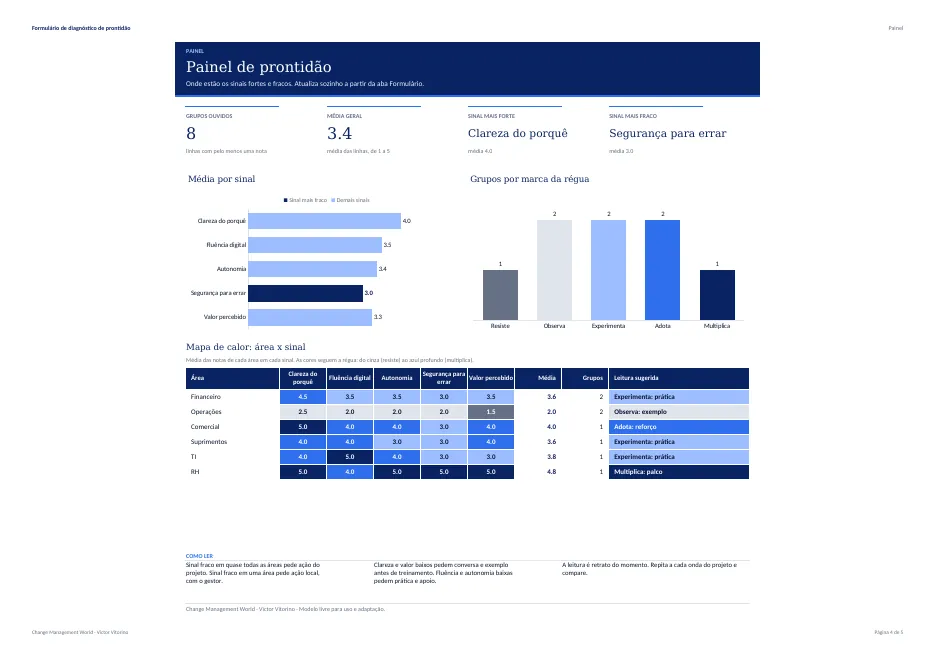 Formulário de diagnóstico de prontidão
Painel
PAINEL
Painel de prontidão
Onde estão os sinais fortes e fracos. Atualiza sozinho a partir da aba Formulário.
GRUPOS OUVIDOS
8
linhas com pelo menos uma nota
MÉDIA GERAL
3.4
média das linhas, de 1 a 5
SINAL MAIS FORTE
Clareza do porquê
média 4.0
SINAL MAIS FRACO
Segurança para errar
média 3.0
Média por sinal
Sinal mais fraco Demais sinais
Clareza do porquê 4.0
Fluência digital 3.5
Autonomia 3.4
Segurança para errar 3.0
Valor percebido 3.3
Grupos por marca da régua
1 2 2 2 1
Resiste Observa Experimenta Adota Multiplica
Mapa de calor: área x sinal
Média das notas de cada área em cada sinal. As cores seguem a régua: do cinza (resiste) ao azul profundo (multiplica).
Área Clareza do porquê Fluência digital Autonomia Segurança para errar Valor percebido Média Grupos Leitura sugerida
Financeiro 4.5 3.5 3.5 3.0 3.5 3.6 2 Experimenta: prática
Operações 2.5 2.0 2.0 2.0 1.5 2.0 2 Observa: exemplo
Comercial 5.0 4.0 4.0 3.0 4.0 4.0 1 Adota: reforço
Suprimentos 4.0 4.0 3.0 3.0 4.0 3.6 1 Experimenta: prática
TI 4.0 5.0 4.0 3.0 3.0 3.8 1 Experimenta: prática
RH 5.0 4.0 5.0 5.0 5.0 4.8 1 Multiplica: palco
COMO LER
Sinal fraco em quase todas as áreas pede ação do
projeto. Sinal fraco em uma área pede ação local,
com o gestor.
Clareza e valor baixos pedem conversa e exemplo
antes de treinamento. Fluência e autonomia baixas
pedem prática e apoio.
A leitura é retrato do momento. Repita a cada onda do projeto e
compare.
Change Management World · Victor Vitorino · Modelo livre para uso e adaptação.
Change Management World · Victor Vitorino
Página 4 de 5